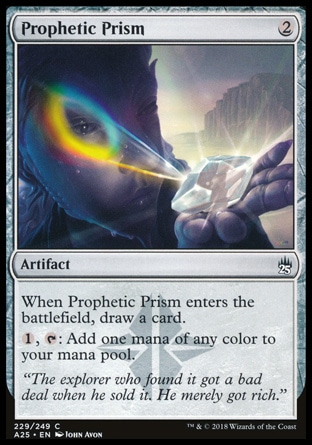 Prophetic Prism 2
Artifact
25
When Prophetic Prism enters the
battlefield, draw a card.
1, T: Add one mana of any color to
your mana pool.
"The explorer who found it got a bad
deal when he sold it. He merely got rich."
229/249 C
A25 • EN John Avon ™ & © 2018 Wizards of the Coast